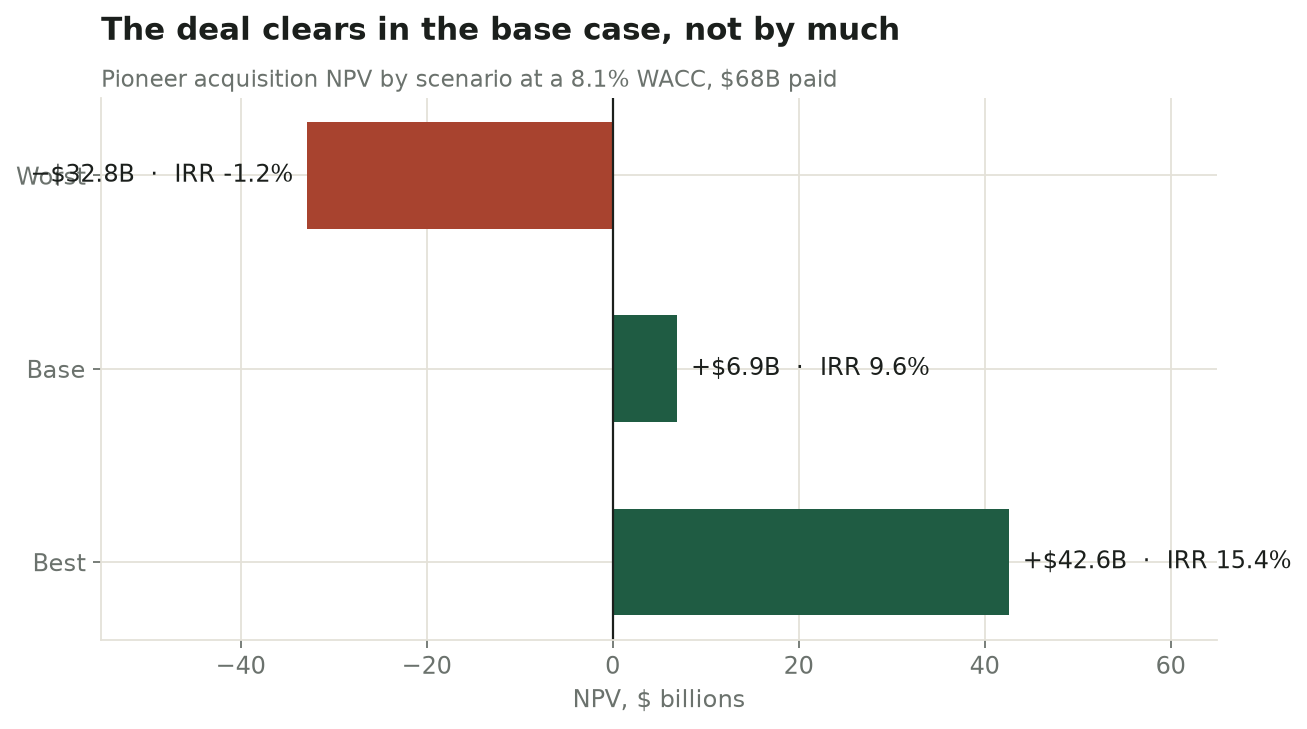 The deal clears in the base case, not by much
Pioneer acquisition NPV by scenario at a 8.1% WACC, $68B paid
Worst
−$32.8B · IRR -1.2%
Base
+$6.9B · IRR 9.6%
Best
+$42.6B · IRR 15.4%
−40 −20 0 20 40 60
NPV, $ billions